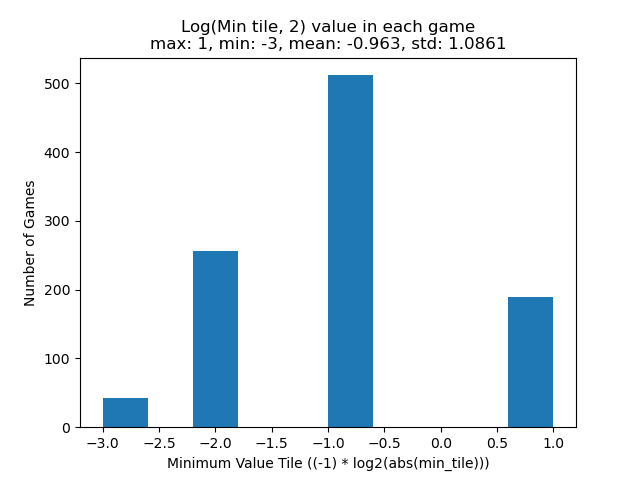 Log(Min tile, 2) value in each game
max: 1, min: -3, mean: -0.963, std: 1.0861
500
400
300
200
100
0
Number of Games
−3.0 −2.5 −2.0 −1.5 −1.0 −0.5 0.0 0.5 1.0
Minimum Value Tile ((-1) * log2(abs(min_tile)))